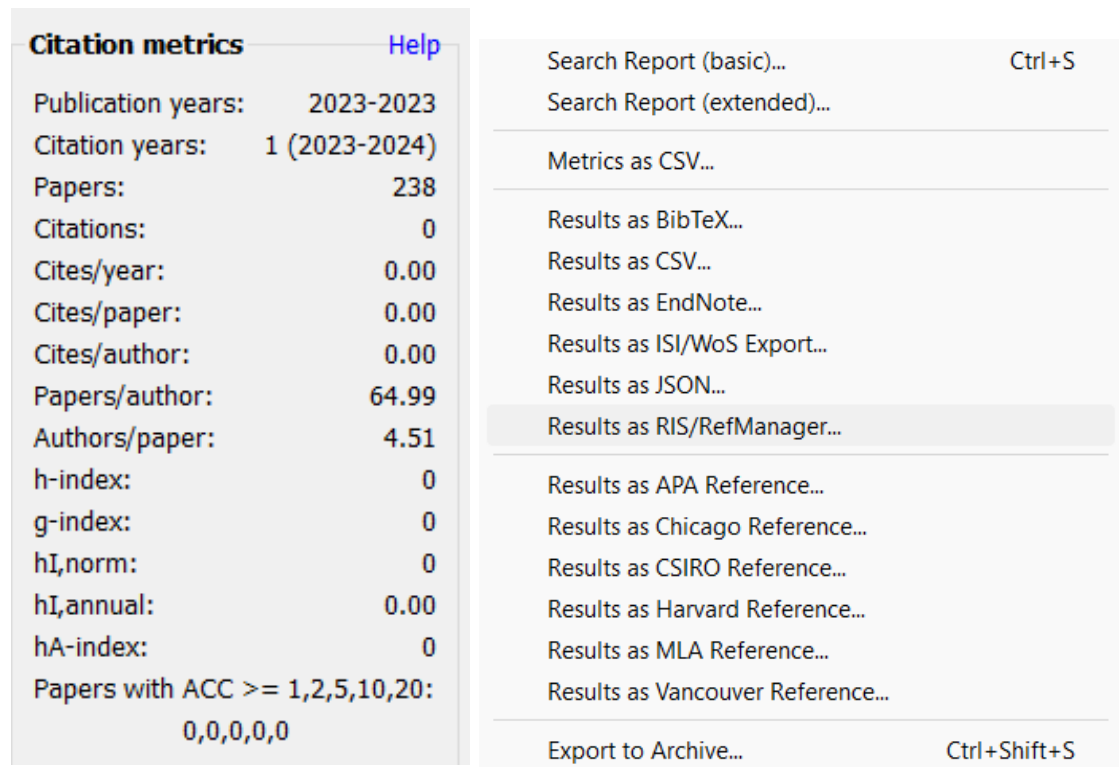 Citation metrics Help
Publication years: 2023-2023
Citation years: 1 (2023-2024)
Papers: 238
Citations: 0
Cites/year: 0.00
Cites/paper: 0.00
Cites/author: 0.00
Papers/author: 64.99
Authors/paper: 4.51
h-index: 0
g-index: 0
hI,norm: 0
hI,annual: 0.00
hA-index: 0
Papers with ACC >= 1,2,5,10,20:
0,0,0,0,0
Search Report (basic)... Ctrl+S
Search Report (extended)...
Metrics as CSV...
Results as BibTeX...
Results as CSV...
Results as EndNote...
Results as ISI/WoS Export...
Results as JSON...
Results as RIS/RefManager...
Results as APA Reference...
Results as Chicago Reference...
Results as CSIRO Reference...
Results as Harvard Reference...
Results as MLA Reference...
Results as Vancouver Reference...
Export to Archive... Ctrl+Shift+S